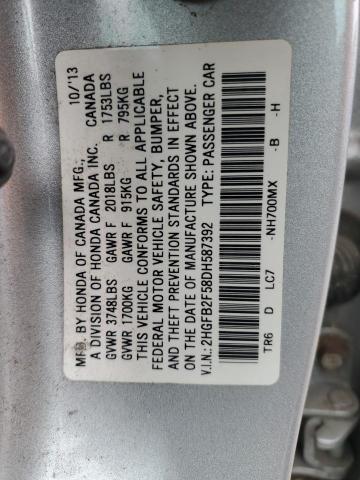 MFD. BY HONDA OF CANADA MFG., 10/13
A DIVISION OF HONDA CANADA INC. CANADA
GVWR 3748LBS GAWR F 2018LBS R 1753LBS
GVWR 1700KG GAWR F 915KG R 795KG
THIS VEHICLE CONFORMS TO ALL APPLICABLE
FEDERAL MOTOR VEHICLE SAFETY, BUMPER,
AND THEFT PREVENTION STANDARDS IN EFFECT
ON THE DATE OF MANUFACTURE SHOWN ABOVE.
V.I.N.: 2HGFB2F58DH587392 TYPE: PASSENGER CAR
TR6 D LC7 -NH700MX -B -H